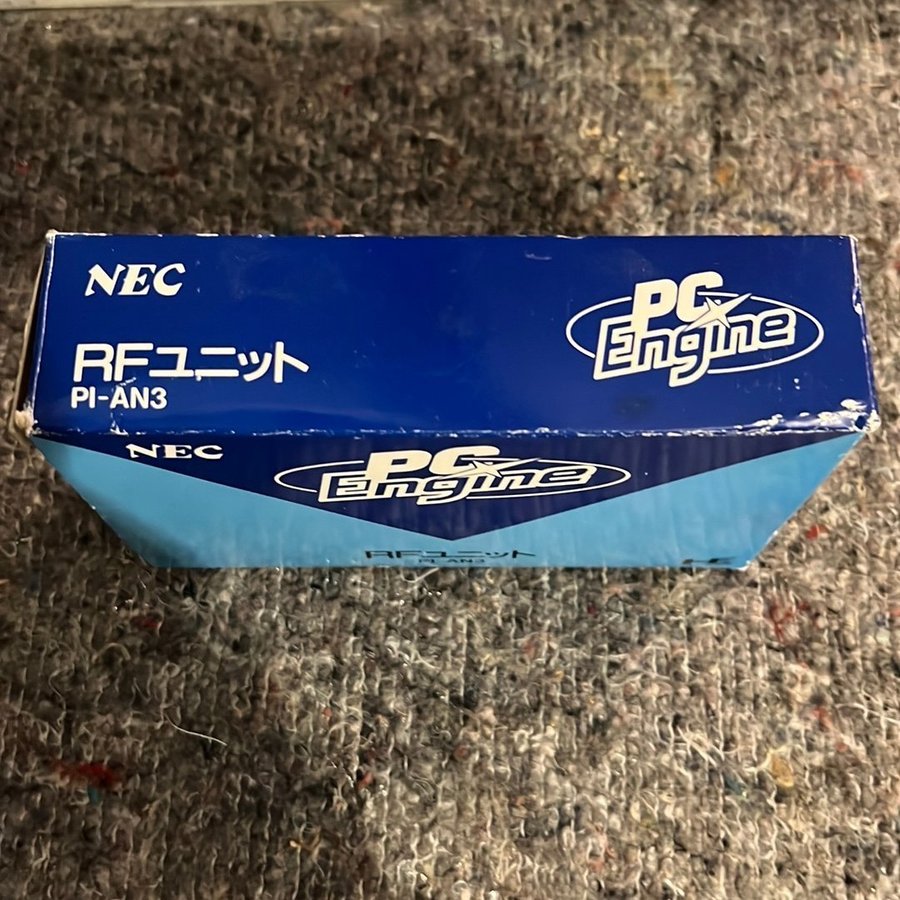 NEC
RFユニット
PI-AN3
PC
Engine
NEC
PC
Engine
RFユニット
PI-AN3